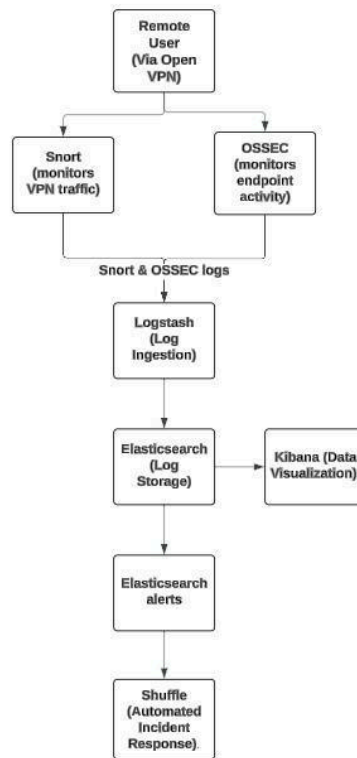 Remote
User
(Via Open
VPN)
Snort
(monitors
VPN traffic)
OSSEC
(monitors
endpoint
activity)
Snort & OSSEC logs
Logstash
(Log
Ingestion)
Elasticsearch
(Log
Storage)
Kibana (Data
Visualization)
Elasticsearch
alerts
Shuffle
(Automated
Incident
Response).